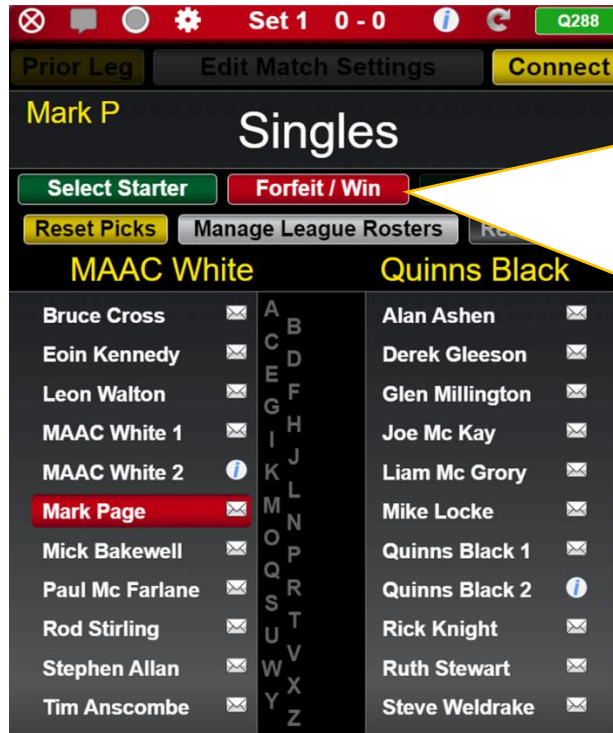 Set 1 0 - 0 Q288
Prior Leg Edit Match Settings Connect
Mark P
Singles
Select Starter Forfeit / Win
Reset Picks Manage League Rosters
MAAC White Quinns Black
Bruce Cross Alan Ashen
Eoin Kennedy Derek Gleeson
Leon Walton Glen Millington
MAAC White 1 Joe Mc Kay
MAAC White 2 Liam Mc Grory
Mark Page Mike Locke
Mick Bakewell Quinns Black 1
Paul Mc Farlane Quinns Black 2
Rod Stirling Rick Knight
Stephen Allan Ruth Stewart
Tim Anscombe Steve Weldrake
A
B
C
D
E
F
G
H
I
J
K
L
M
N
O
P
Q
R
S
T
U
V
W
X
Y
Z